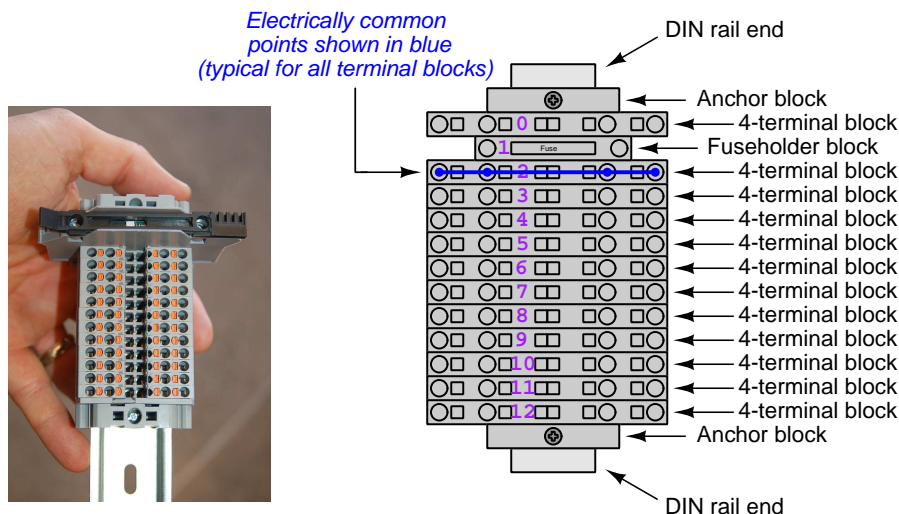 Electrically common
points shown in blue
(typical for all terminal blocks)
DIN rail end
Anchor block
0
4-terminal block
1
Fuse
Fuseholder block
2
4-terminal block
3
4-terminal block
4
4-terminal block
5
4-terminal block
6
4-terminal block
7
4-terminal block
8
4-terminal block
9
4-terminal block
10
4-terminal block
11
4-terminal block
12
4-terminal block
Anchor block
DIN rail end